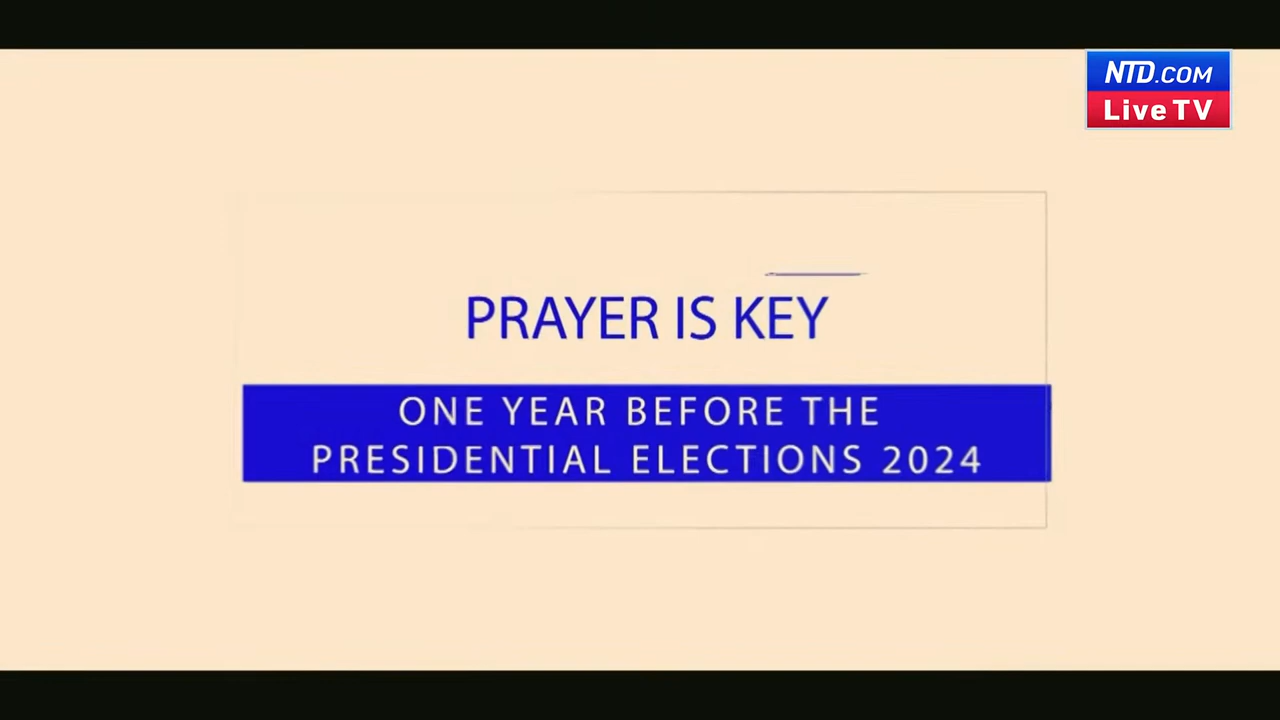 NTD.COM
Live TV
PRAYER IS KEY
ONE YEAR BEFORE THE
PRESIDENTIAL ELECTIONS 2024